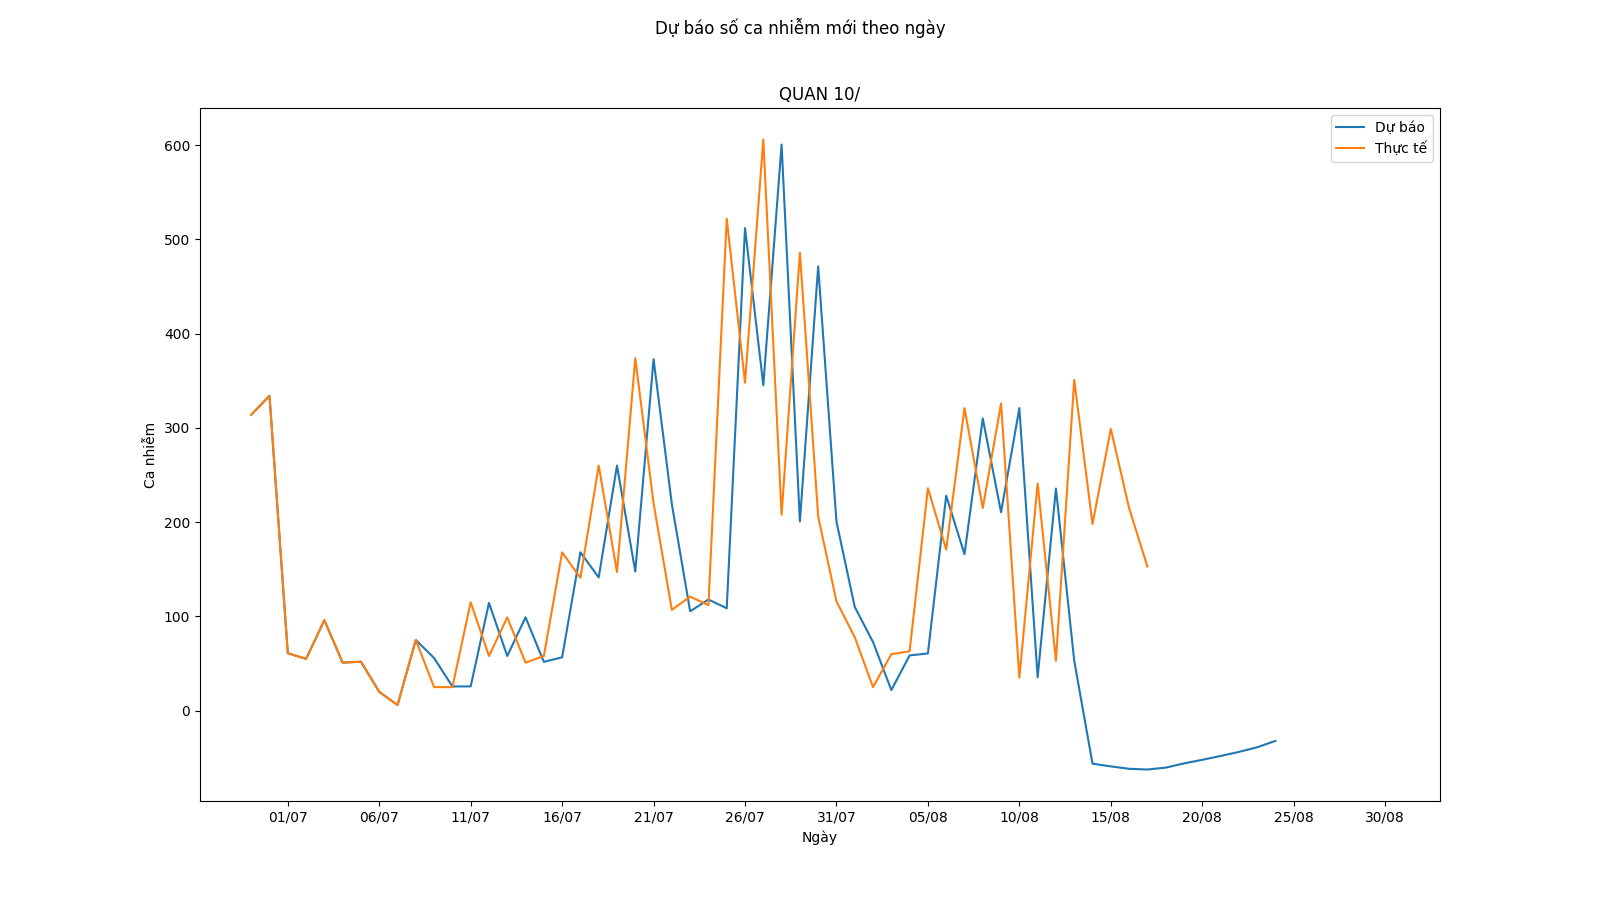 Dự báo số ca nhiễm mới theo ngày
QUAN 10/
Dự báo
Thực tế
600
500
400
300
200
100
0
Ca nhiễm
01/07 06/07 11/07 16/07 21/07 26/07 31/07 05/08 10/08 15/08 20/08 25/08 30/08
Ngày